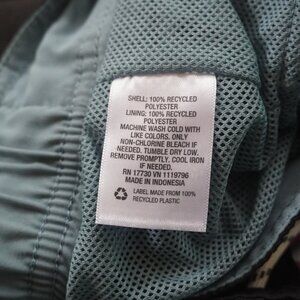 SHELL: 100% RECYCLED
POLYESTER
LINING: 100% RECYCLED
POLYESTER
MACHINE WASH COLD WITH
LIKE COLORS. ONLY
NON-CHLORINE BLEACH IF
NEEDED. TUMBLE DRY LOW,
REMOVE PROMPTLY. COOL IRON
IF NEEDED.
RN 17730 VN 1119796
MADE IN INDONESIA
LABEL MADE FROM 100%
RECYCLED PLASTIC